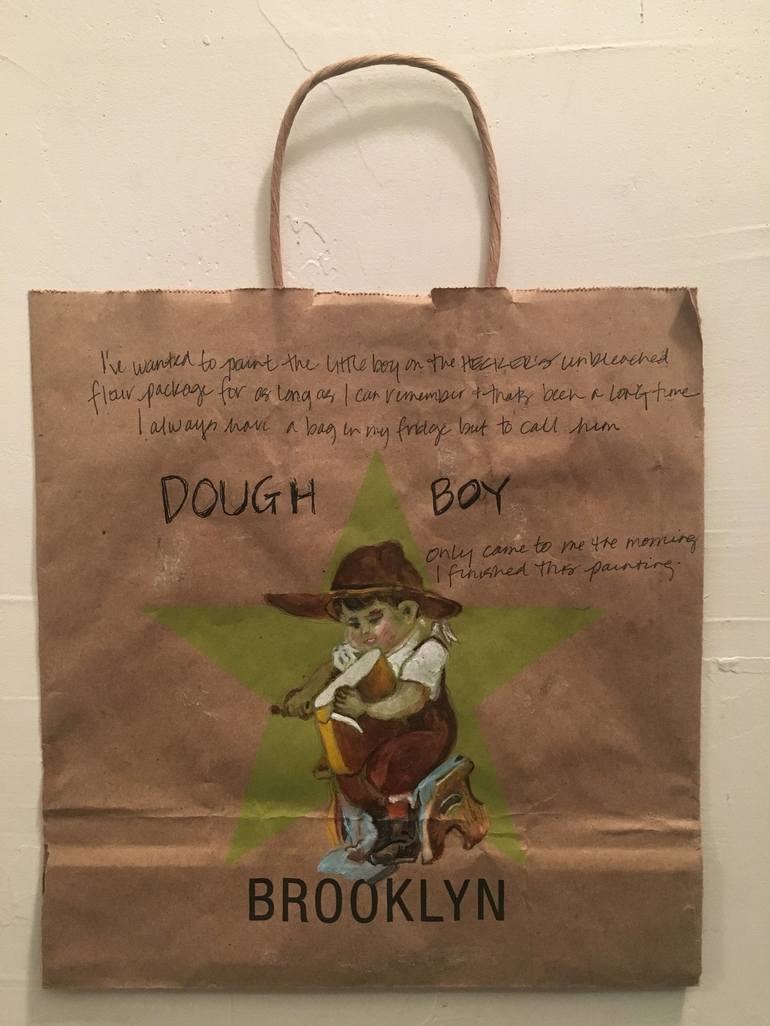 I've wanted to paint the little boy on the HECKER'S unbleached
flour package for as long as I can remember + thats been a long time
I always have a bag in my fridge but to call him
DOUGH BOY
only came to me the morning
I finished this painting.
BROOKLYN